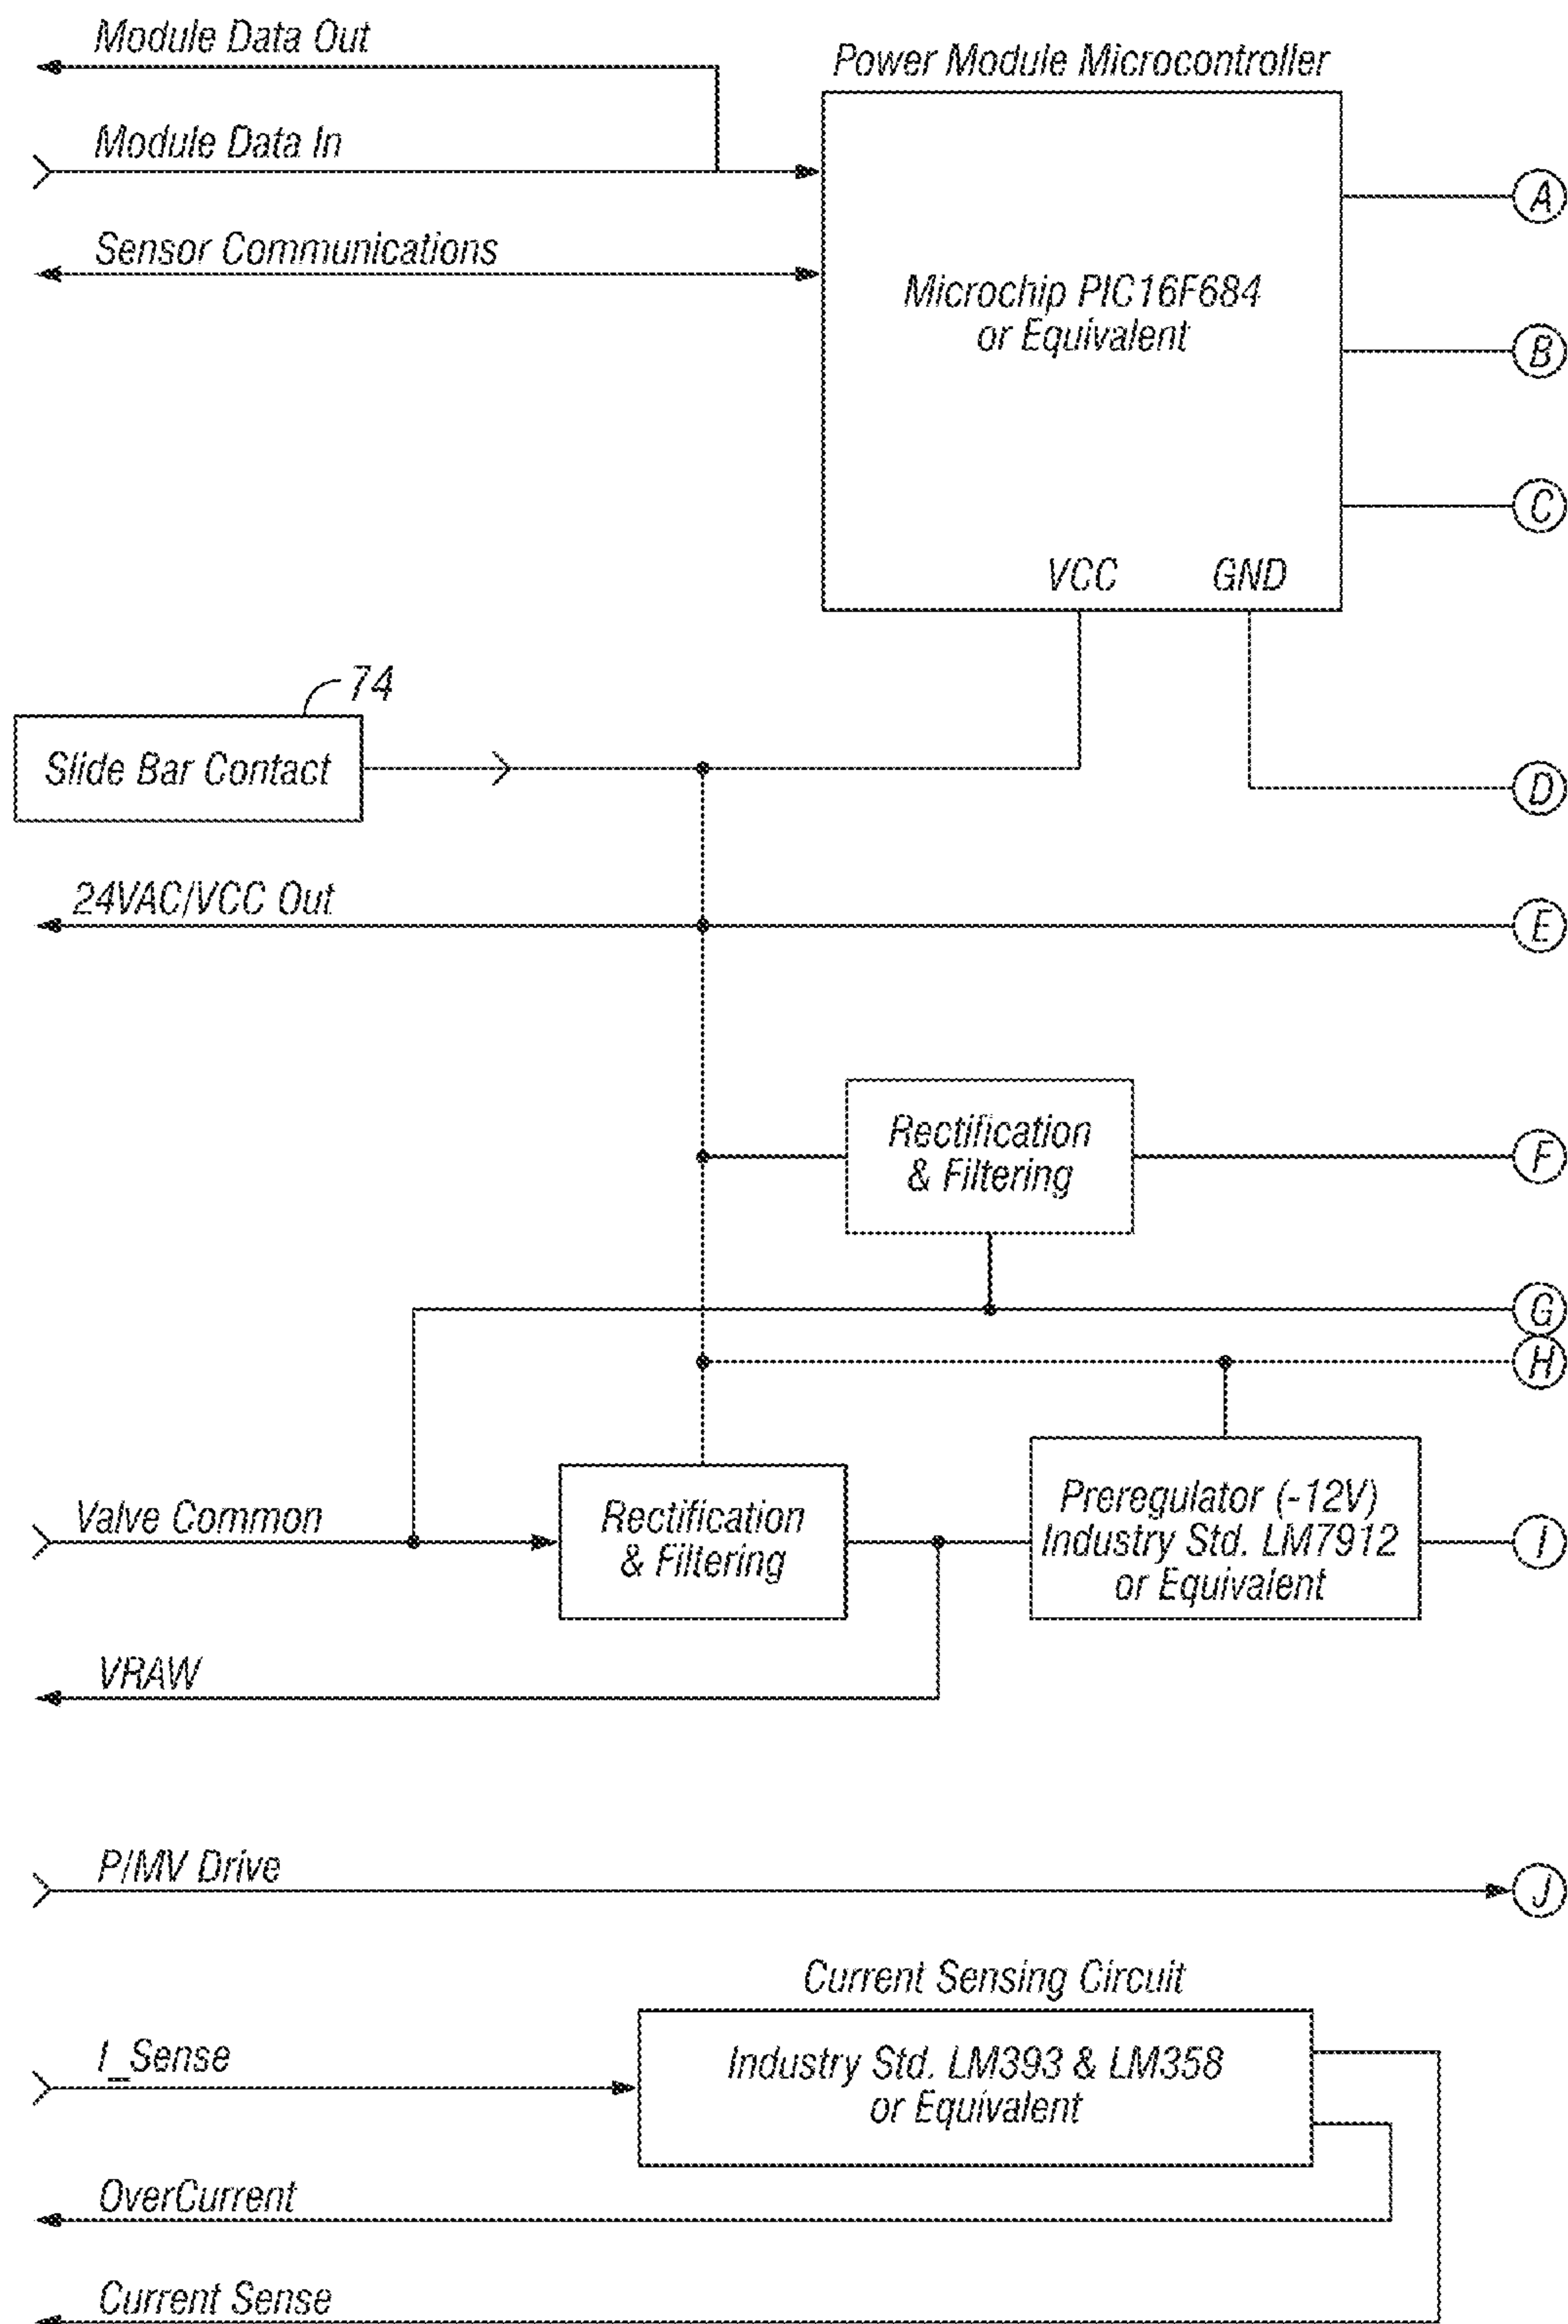 Module Data Out
Power Module Microcontroller
Module Data In
A
Sensor Communications
Microchip PIC16F684
or Equivalent
B
C
VCC GND
74
Slide Bar Contact
D
24VAC/VCC Out
E
Rectification
& Filtering
F
G
H
Valve Common
Rectification
& Filtering
Preregulator (-12V)
Industry Std. LM7912
or Equivalent
I
VRAW
P/MV Drive
J
Current Sensing Circuit
I_Sense
Industry Std. LM393 & LM358
or Equivalent
OverCurrent
Current Sense